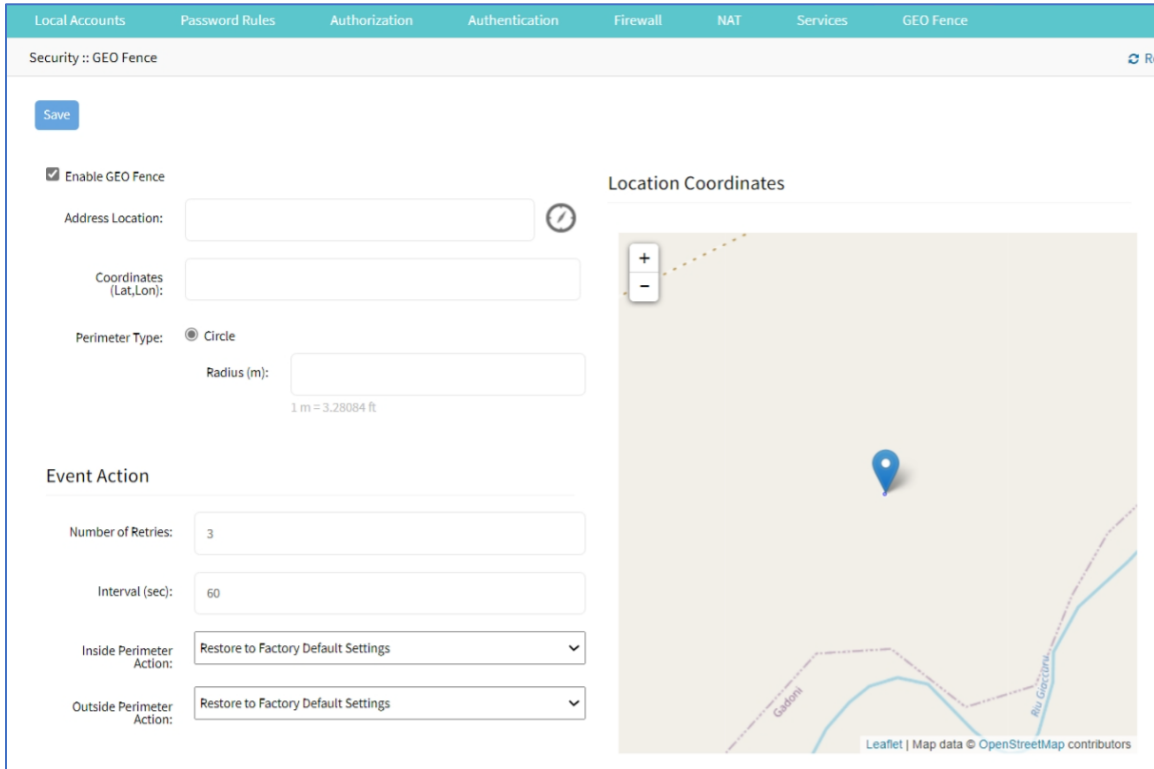 Local Accounts Password Rules Authorization Authentication Firewall NAT Services GEO Fence
Security :: GEO Fence
Save
Enable GEO Fence
Address Location:
Coordinates
(Lat,Lon):
Perimeter Type: Circle
Radius (m):
1 m = 3.28084 ft
Event Action
Number of Retries: 3
Interval (sec): 60
Inside Perimeter
Action:
Restore to Factory Default Settings
Outside Perimeter
Action:
Restore to Factory Default Settings
Location Coordinates
+
−
Gadoni
Riu Giaccuru
Leaflet | Map data © OpenStreetMap contributors